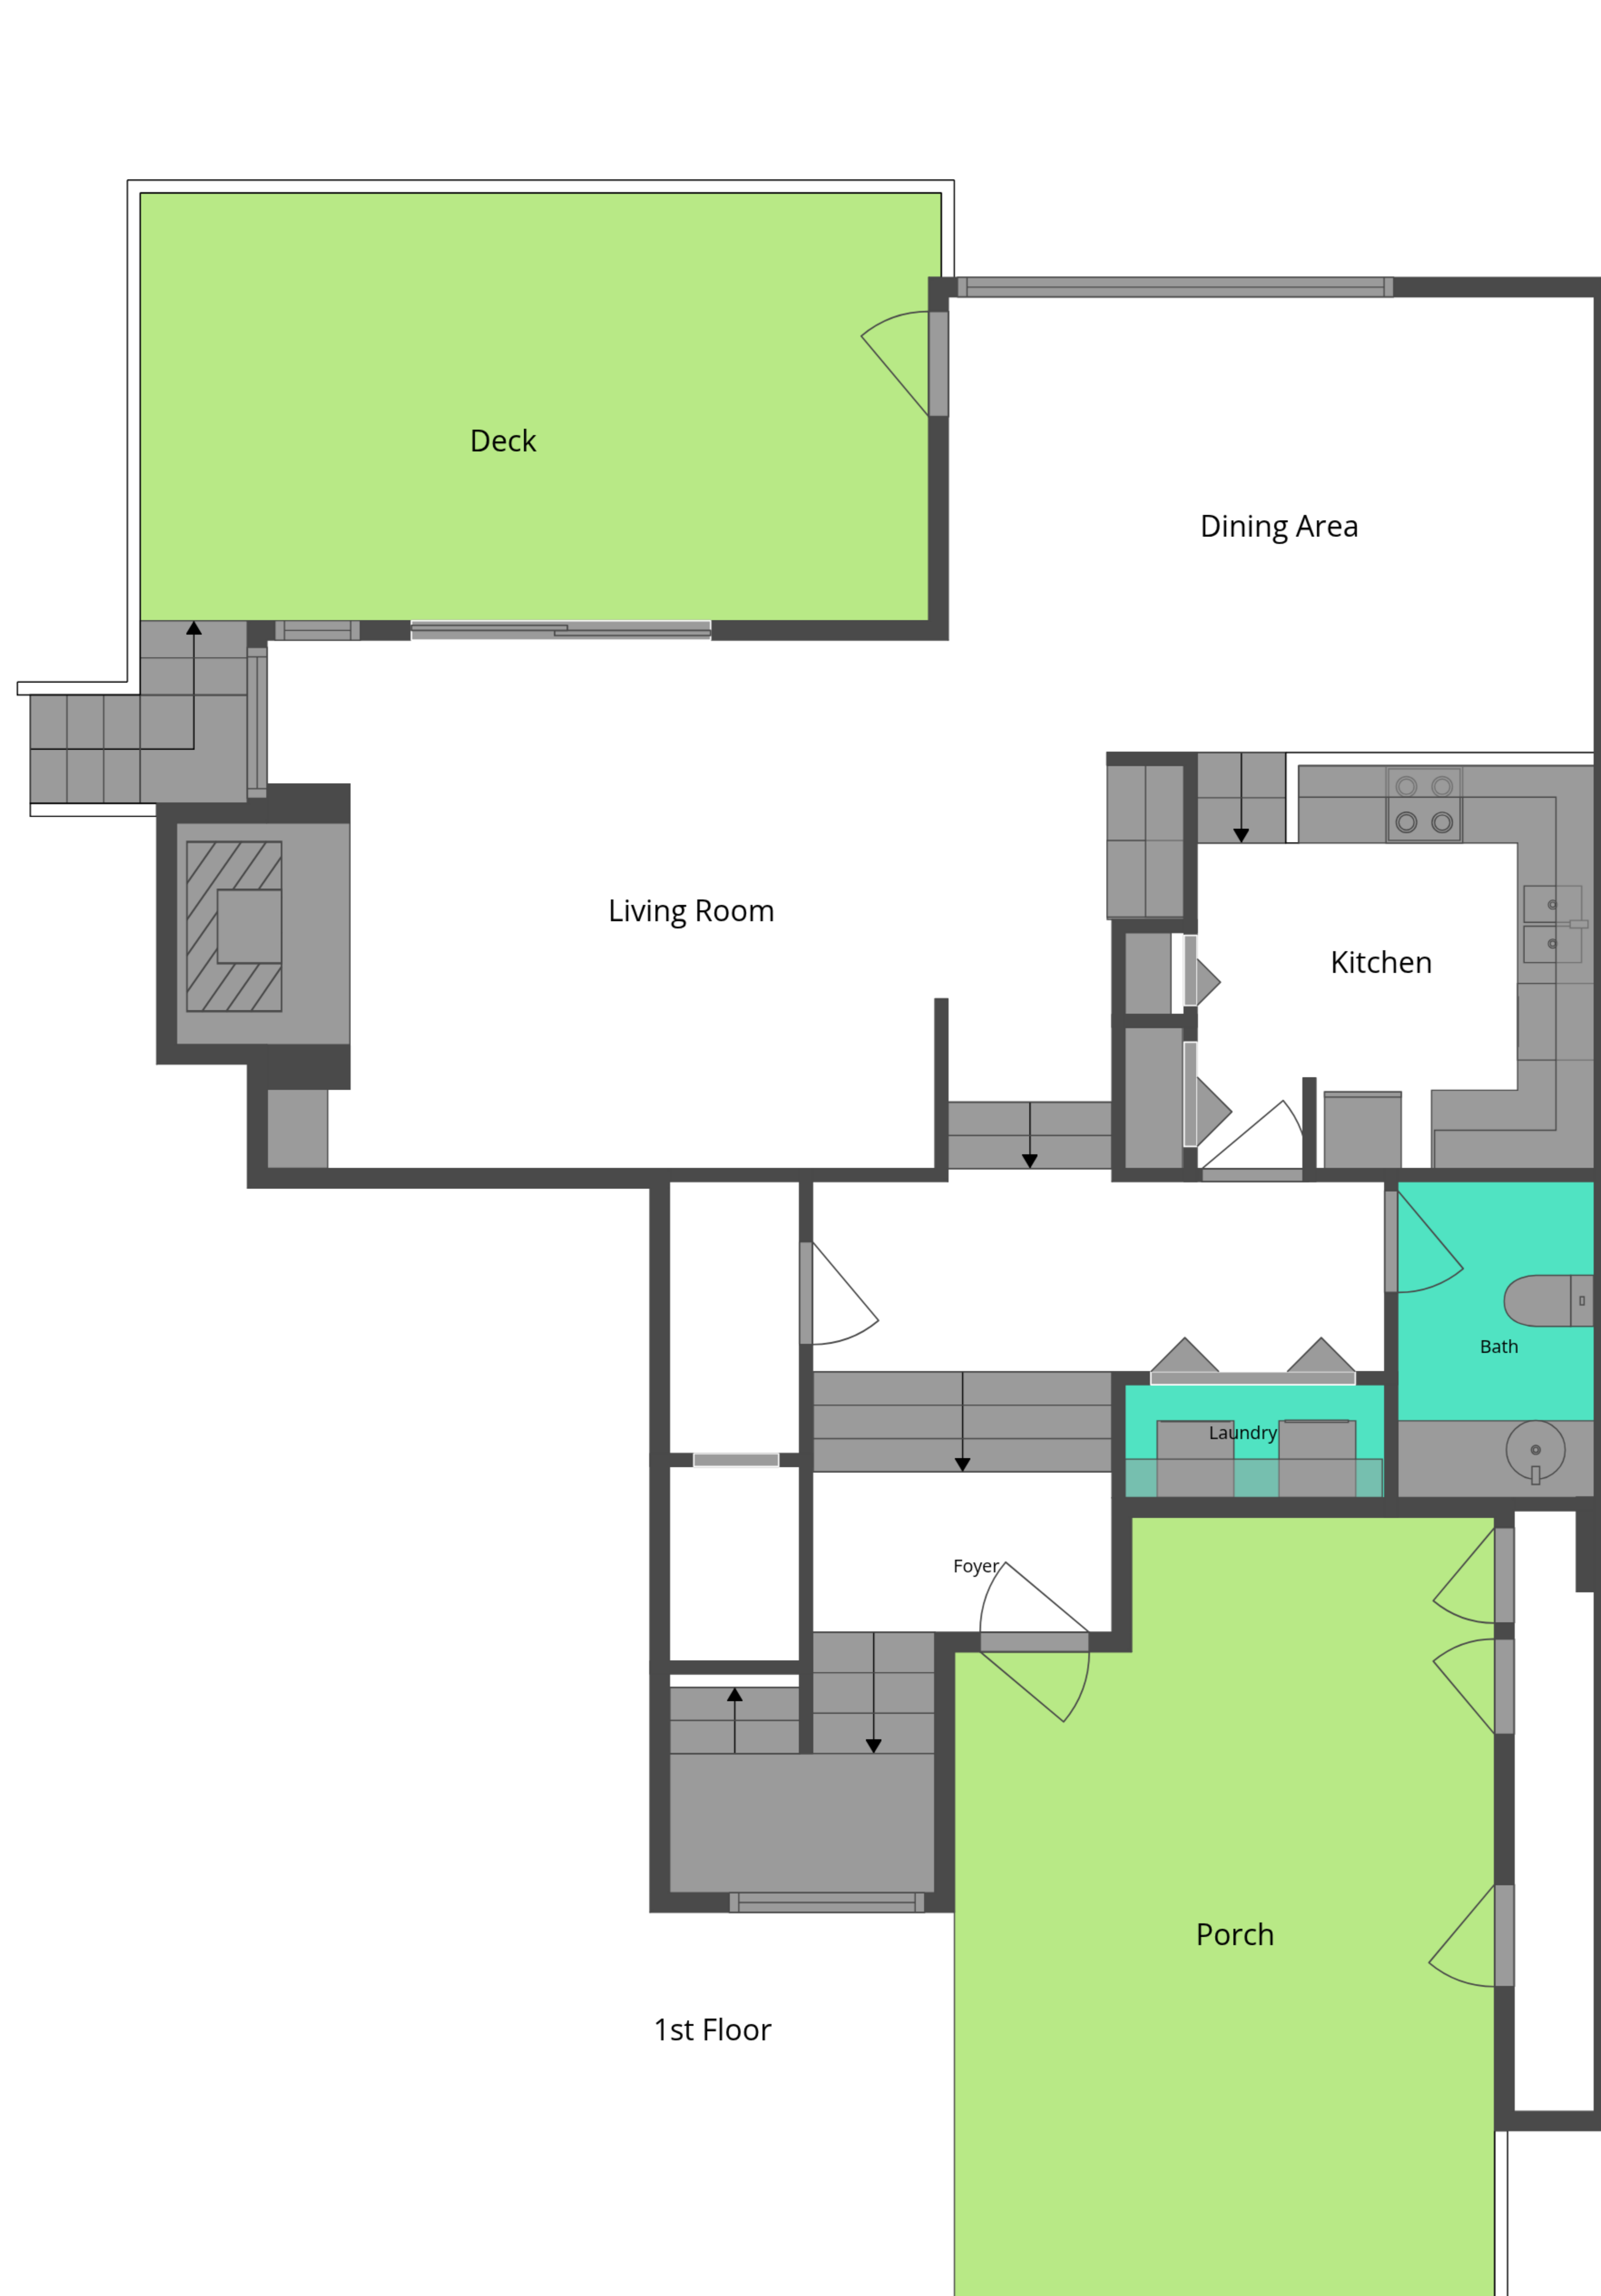 Deck
Dining Area
Living Room
Kitchen
Bath
Laundry
Foyer
Porch
1st Floor